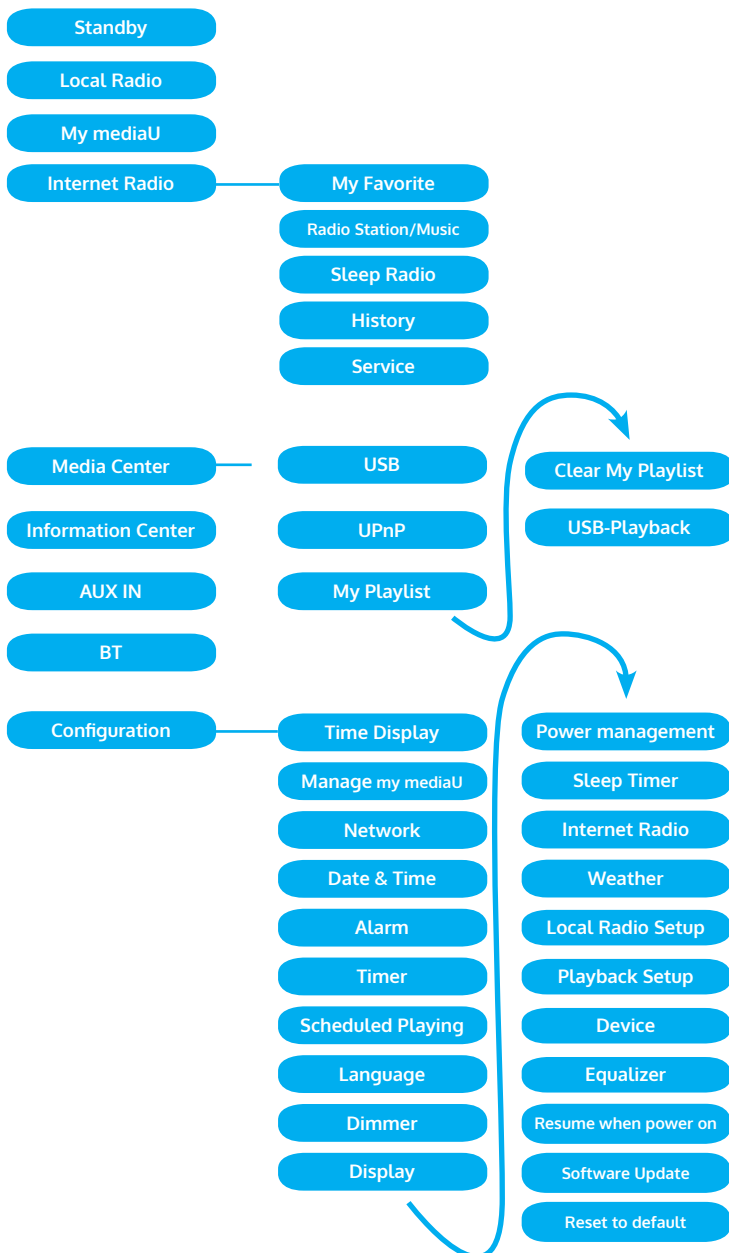 Standby
Local Radio
My mediaU
Internet Radio
My Favorite
Radio Station/Music
Sleep Radio
History
Service
Media Center
Information Center
AUX IN
BT
USB
UPnP
My Playlist
Clear My Playlist
USB-Playback
Configuration
Time Display
Manage my mediaU
Network
Date & Time
Alarm
Timer
Scheduled Playing
Language
Dimmer
Display
Power management
Sleep Timer
Internet Radio
Weather
Local Radio Setup
Playback Setup
Device
Equalizer
Resume when power on
Software Update
Reset to default